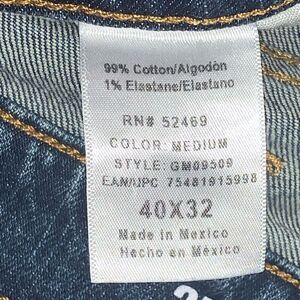 99% Cotton/Algodón
1% Elastane/Elastano
RN# 52469
COLOR: MEDIUM
STYLE: GM09509
EAN/UPC 75481915998
40X32
Made in Mexico
Hecho en Mexico